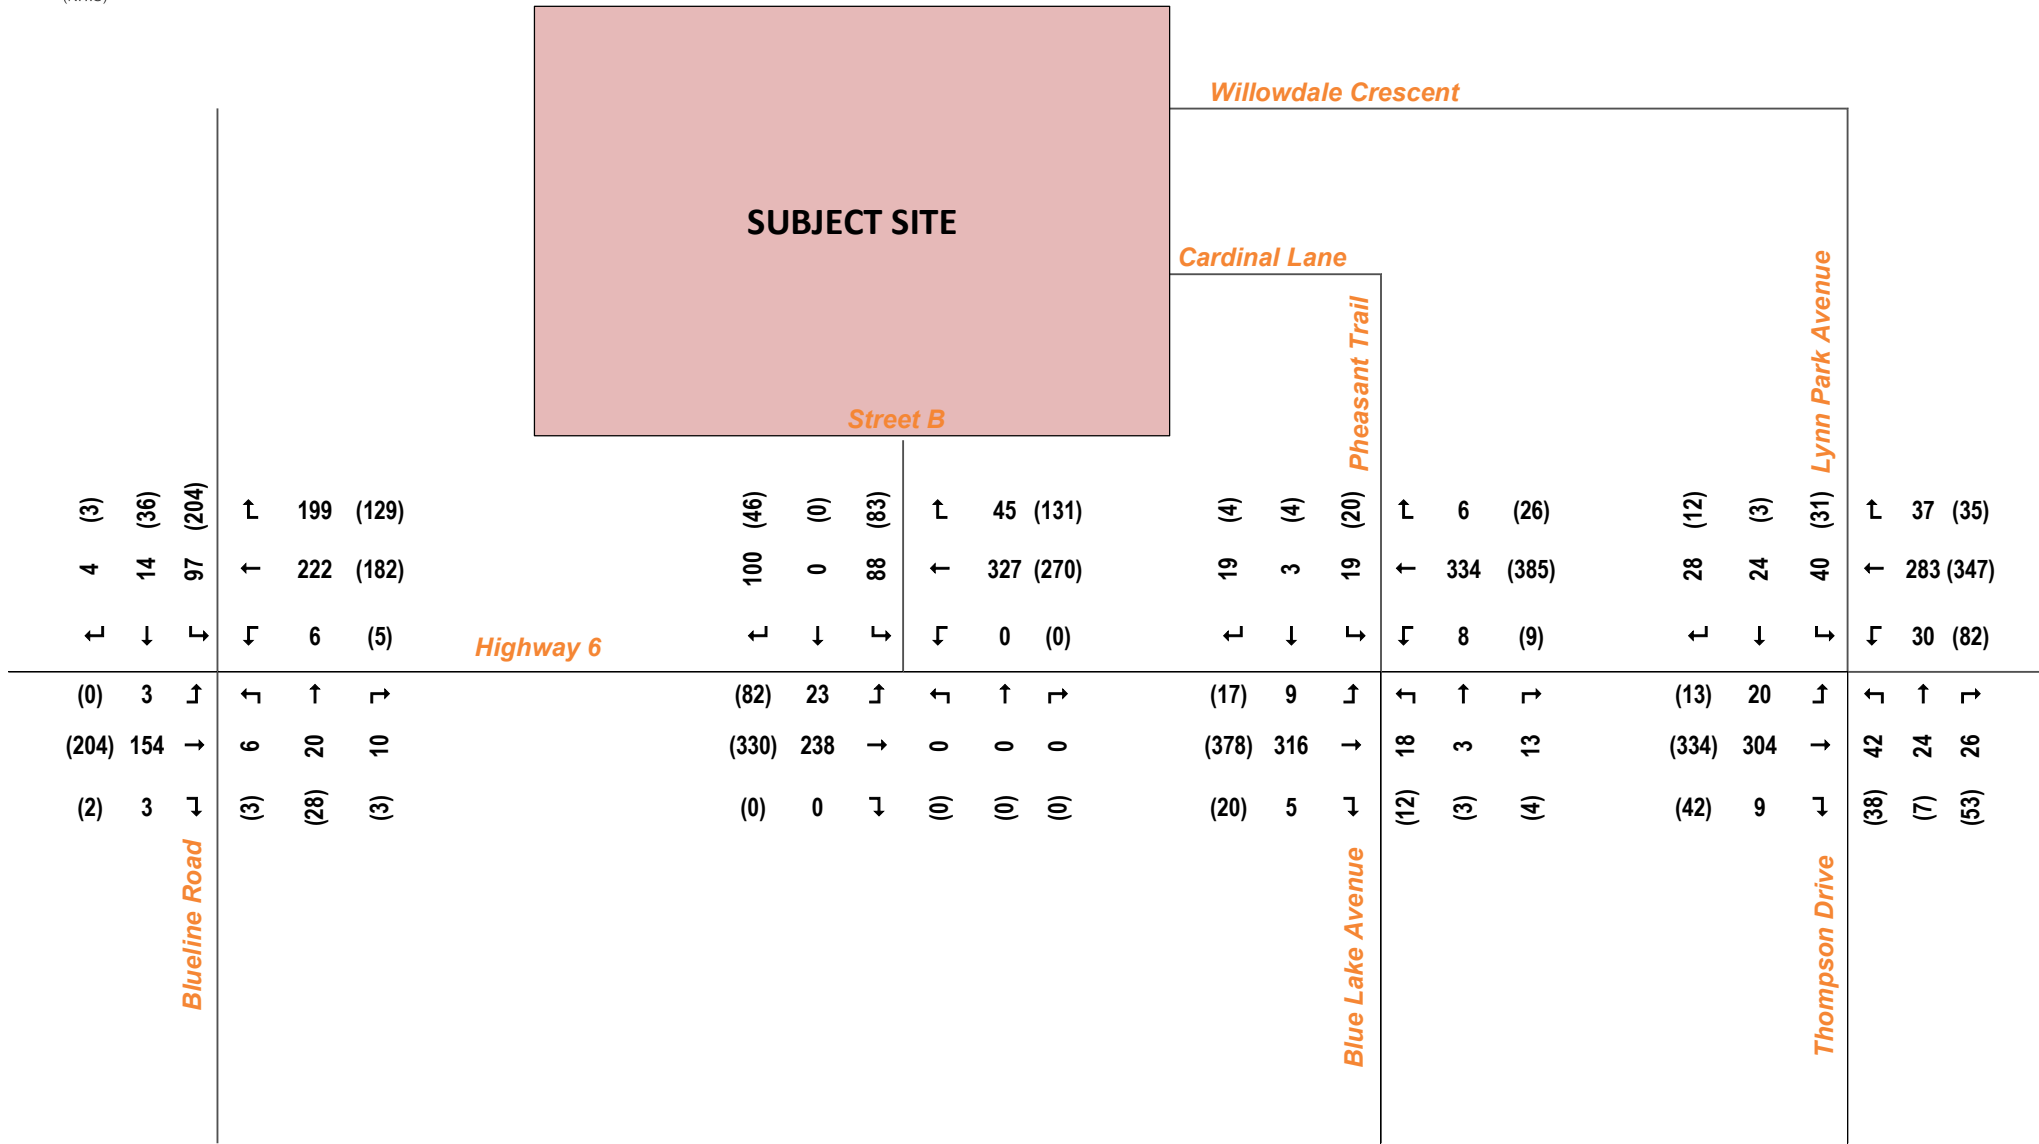 Willowdale Crescent
SUBJECT SITE
Cardinal Lane
Pheasant Trail
Lynn Park Avenue
Street B
(3) (36) (204) 199 (129)
4 14 97 222 (182)
6 (5)
(46) (0) (83) 45 (131)
100 0 88 327 (270)
0 (0)
(4) (4) (20) 6 (26)
19 3 19 334 (385)
8 (9)
(12) (3) (31) 37 (35)
28 24 40 283 (347)
30 (82)
Highway 6
(0) 3
(204) 154 6 20 10
(2) 3 (3) (28) (3)
(82) 23
(330) 238 0 0 0
(0) 0 (0) (0) (0)
(17) 9
(378) 316 18 3 13
(20) 5 (12) (3) (4)
(13) 20
(334) 304 42 24 26
(42) 9 (38) (7) (53)
Blueline Road
Blue Lake Avenue
Thompson Drive